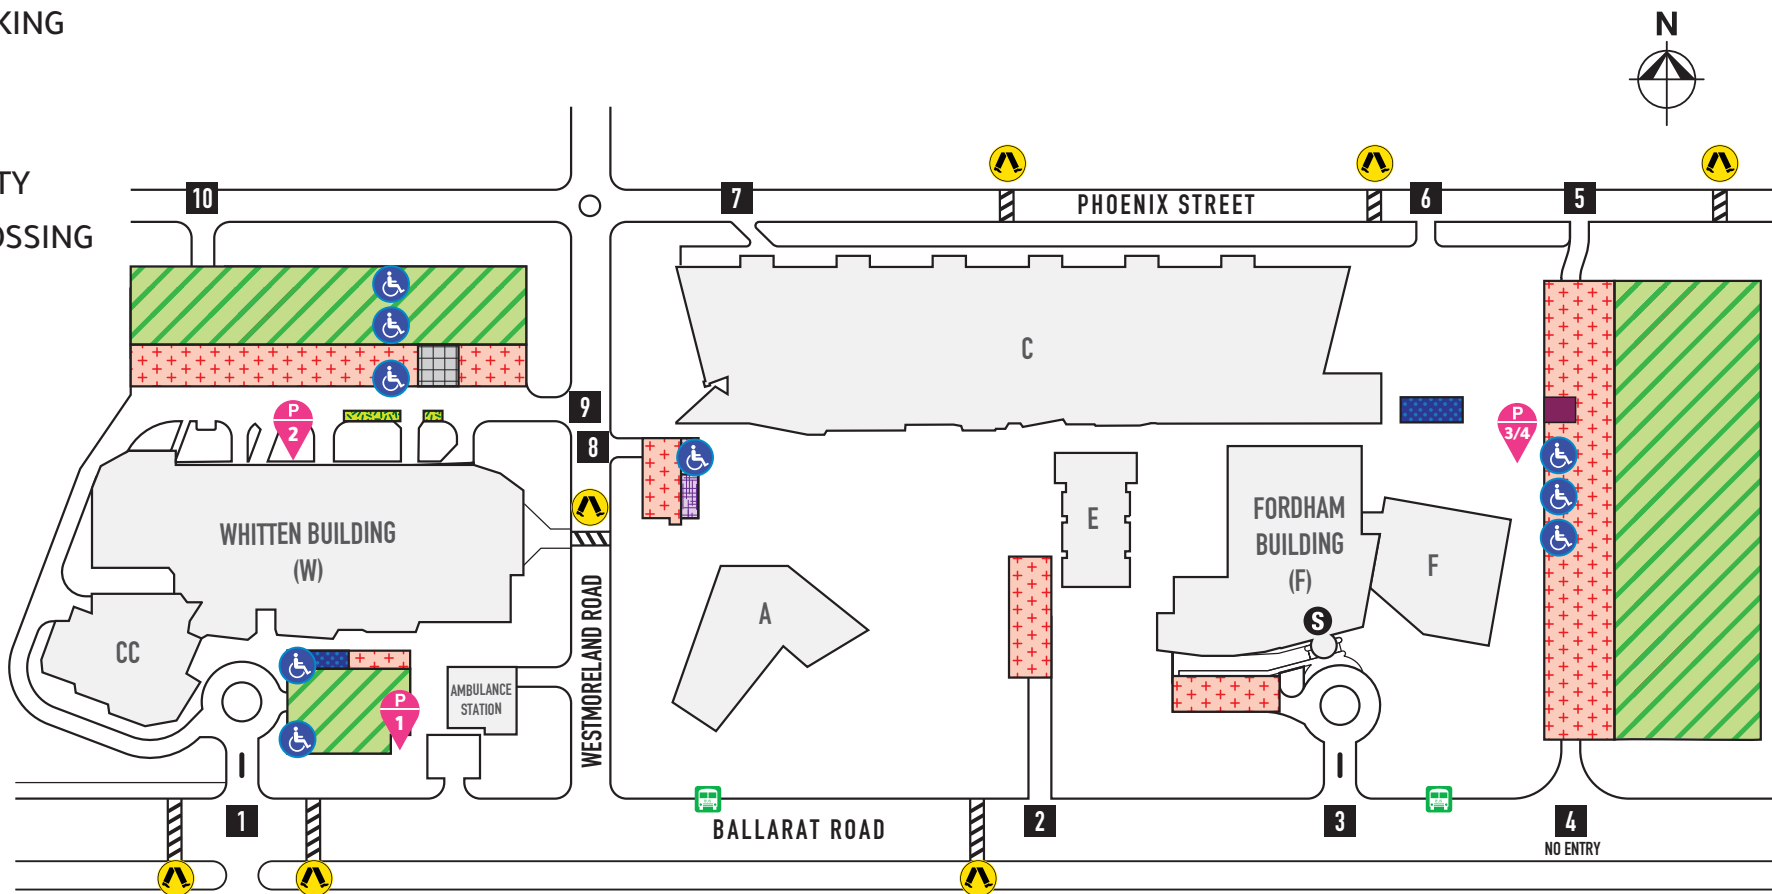 KING
N
TY
OSSING
10
7
PHOENIX STREET
6
5
C
9
8
P
2
P
3/4
WHITTEN BUILDING
(W)
E
FORDHAM
BUILDING
(F)
F
A
S
CC
P
1
AMBULANCE
STATION
WESTMORELAND ROAD
1
BALLARAT ROAD
2
3
4
NO ENTRY